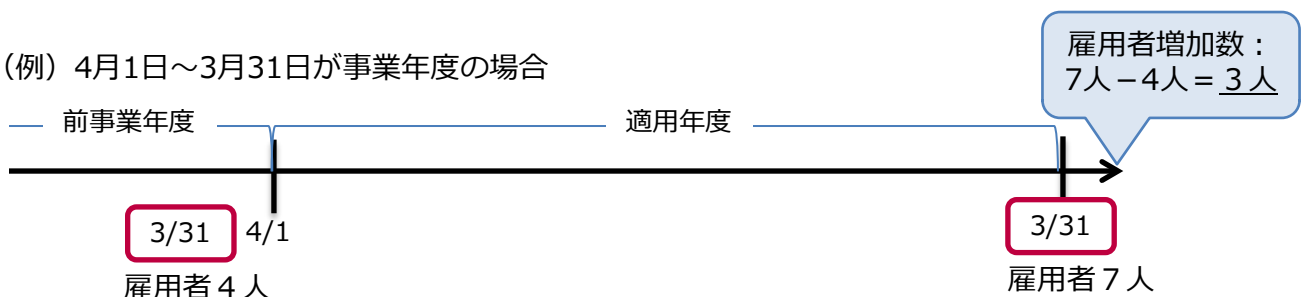 雇用者増加数：
7人－4人＝３人
（例）4月1日～3月31日が事業年度の場合
前事業年度
適用年度
3/31
4/1
3/31
雇用者４人
雇用者７人